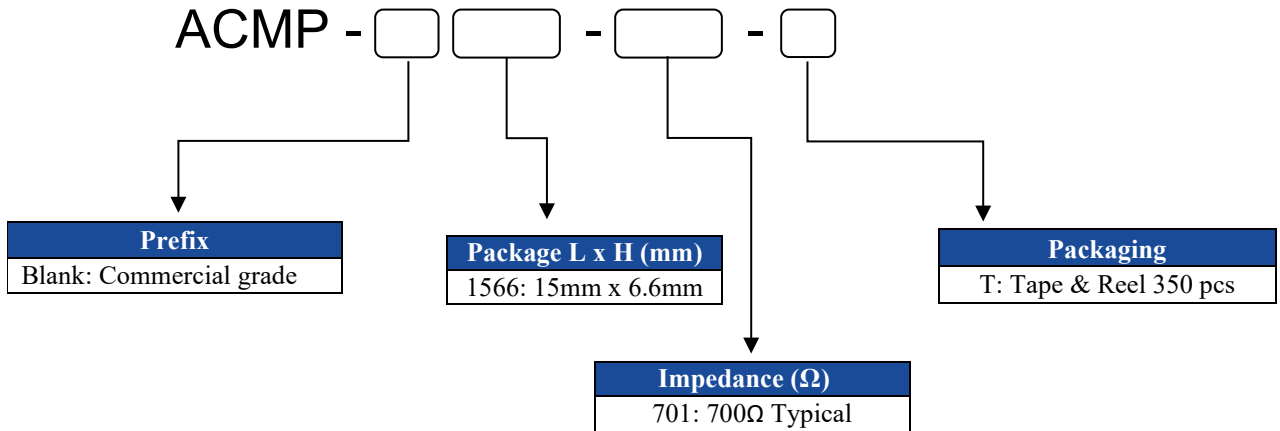 ACMP - - -
Prefix
Blank: Commercial grade
Package L x H (mm)
1566: 15mm x 6.6mm
Packaging
T: Tape & Reel 350 pcs
Impedance (Ω)
701: 700Ω Typical